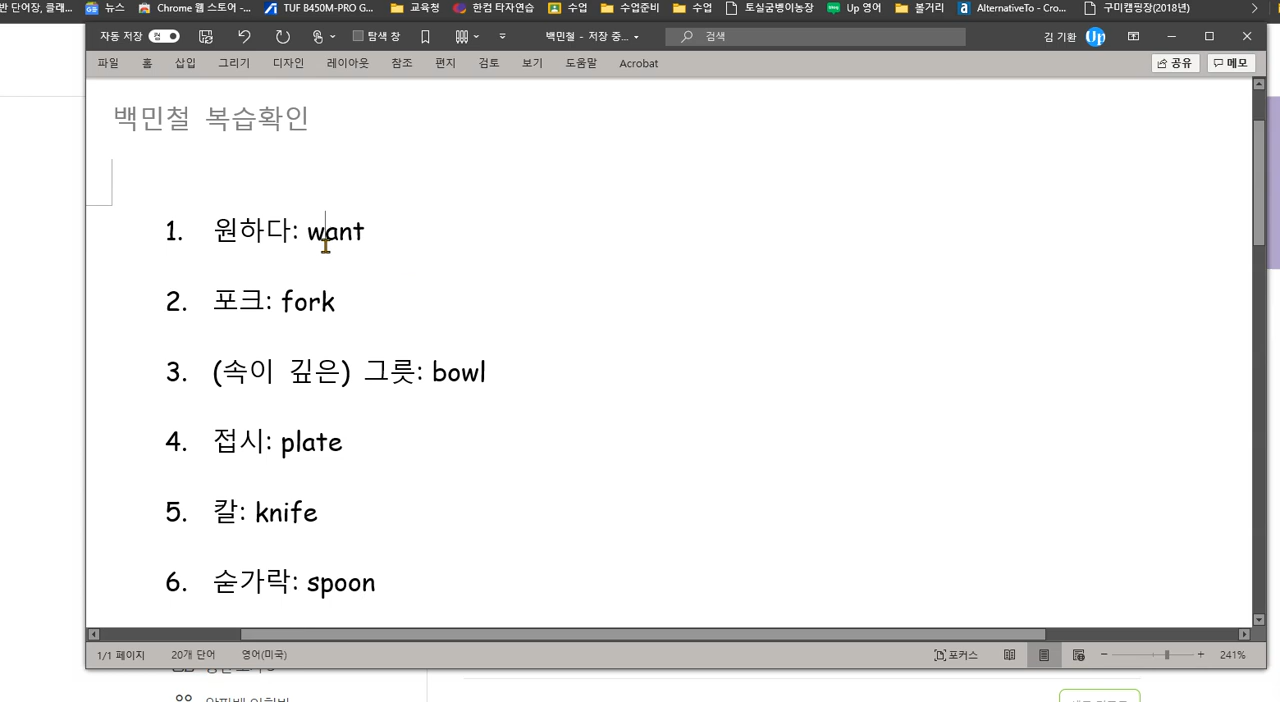 반 단어장, 클래... 뉴스 Chrome 웹 스토어 -... TUF B450M-PRO G... 교육청 한컴 타자연습 수업 수업준비 수업 토실굼벵이농장 Up 영어 볼거리 AlternativeTo - Cro... 구미캠핑장(2018년)
자동 저장 컴 탐색 창 백민철 - 저장 중... 검색 김 기환 Up
파일 홈 삽입 그리기 디자인 레이아웃 참조 편지 검토 보기 도움말 Acrobat 공유 메모
백민철 복습확인
1. 원하다: want
2. 포크: fork
3. (속이 깊은) 그릇: bowl
4. 접시: plate
5. 칼: knife
6. 숟가락: spoon
1/1 페이지 20개 단어 영어(미국) 포커스 241%